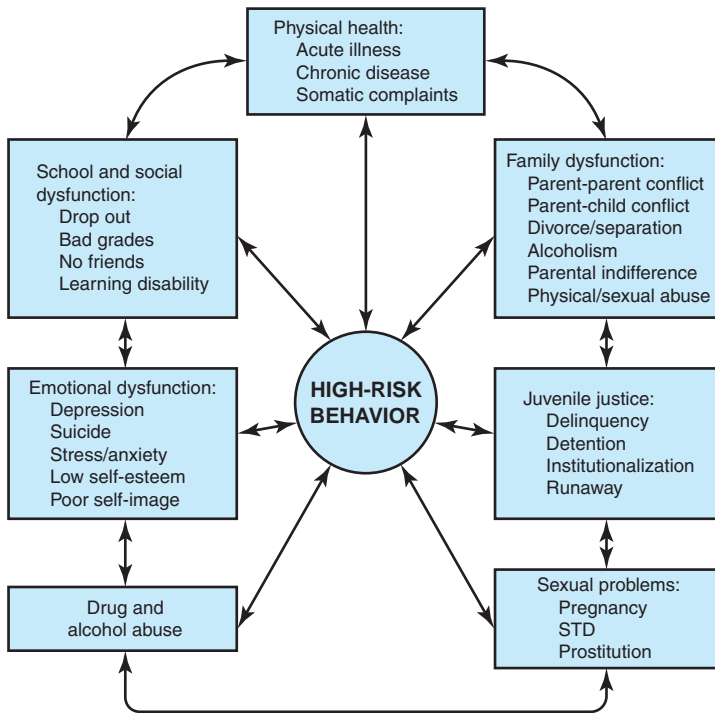 Physical health:
Acute illness
Chronic disease
Somatic complaints
School and social
dysfunction:
Drop out
Bad grades
No friends
Learning disability
Family dysfunction:
Parent-parent conflict
Parent-child conflict
Divorce/separation
Alcoholism
Parental indifference
Physical/sexual abuse
HIGH-RISK
BEHAVIOR
Emotional dysfunction:
Depression
Suicide
Stress/anxiety
Low self-esteem
Poor self-image
Juvenile justice:
Delinquency
Detention
Institutionalization
Runaway
Drug and
alcohol abuse
Sexual problems:
Pregnancy
STD
Prostitution